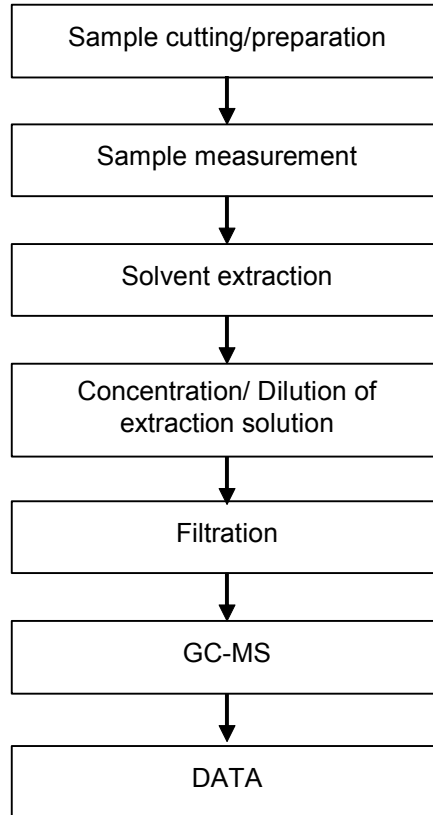 Sample cutting/preparation
Sample measurement
Solvent extraction
Concentration/ Dilution of
extraction solution
Filtration
GC-MS
DATA